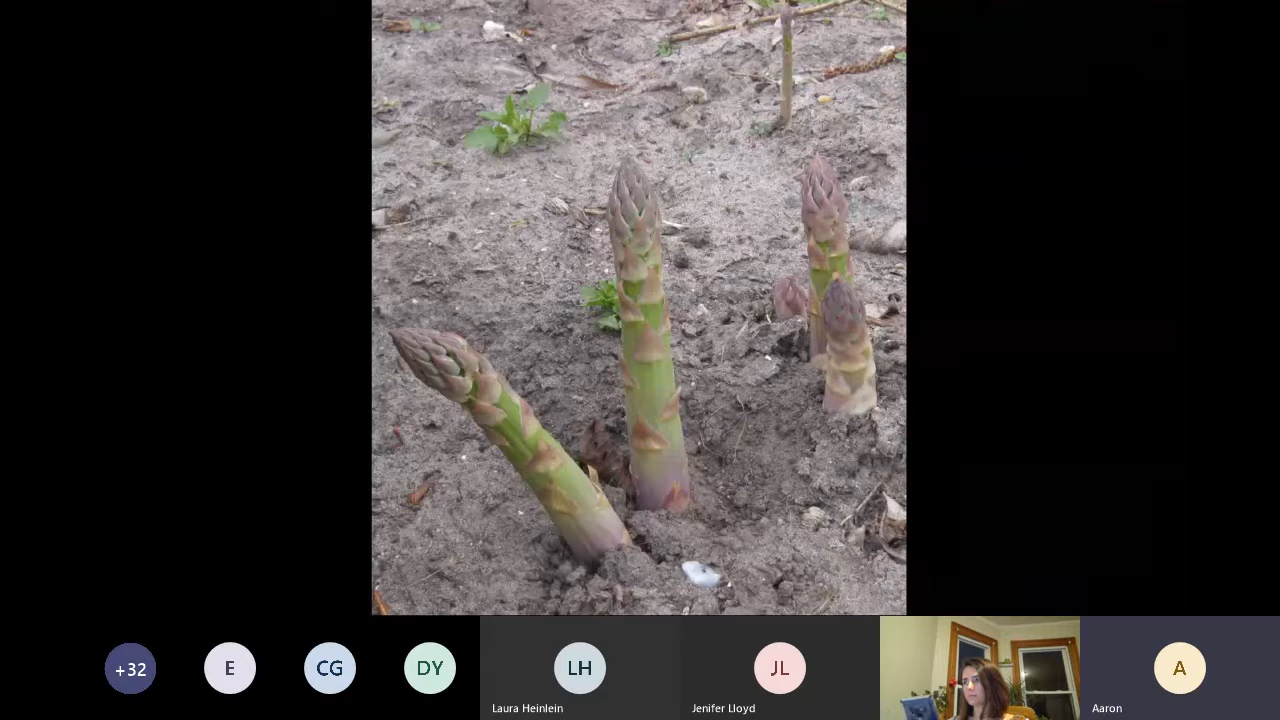 +32
E
CG
DY
LH
JL
A
Laura Heinlein
Jenifer Lloyd
Aaron